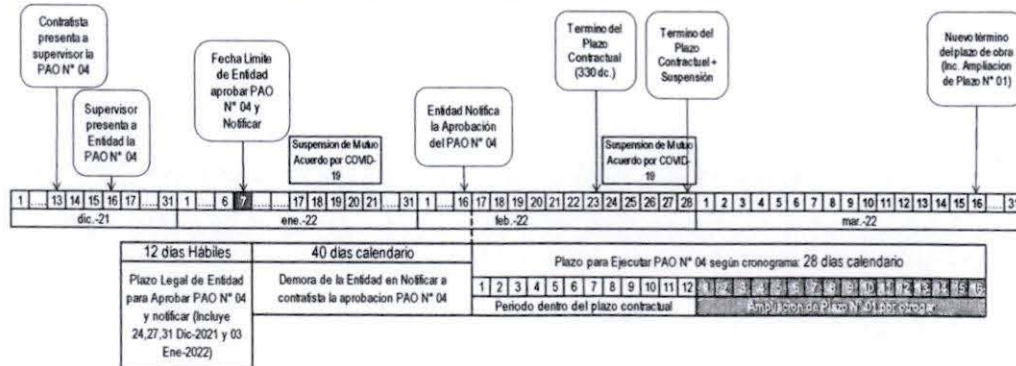 Contratista
presenta a
supervisor la
PAO N° 04
Supervisor
presenta a
Entidad la
PAO N° 04
Fecha Limite
de Entidad
aprobar PAO
N° 04 y
Notificar
Suspension de Mutuo
Acuerdo por COVID-
19
Entidad Notifica
la Aprobación
del PAO N° 04
Termino del
Plazo
Contractual
(330 dc.)
Termino del
Plazo
Contractuel +
Suspensión
Suspension de Mutuo
Acuerdo por COVID-
19
Nuevo término
del plazo de obra
(Inc. Ampliacion
de Plazo N° 01)
1 ... 13 14 15 16 17 ... 31 1 ... 6 7 ... 17 18 19 20 21 ... 31 1 ... 16 17 18 19 20 21 22 23 24 25 26 27 28 1 2 3 4 5 6 7 8 9 10 11 12 13 14 15 16 ... 31
dic.-21 ene.-22 feb.-22 mar.-22
12 días Hábiles
Plazo Legal de Entidad
para Aprobar PAO N° 04
y notificar (Incluye
24,27,31 Dic-2021 y 03
Ene-2022)
40 dias calendario
Demora de la Entidad en Notificar a
contratista la aprobacion PAO N° 04
Plazo para Ejecutar PAO N° 04 según cronograma: 28 dias calendario
1 2 3 4 5 6 7 8 9 10 11 12 1 2 3 4 5 6 7 8 9 10 11 12 13 14 15 16
Periodo dentro del plazo contractual
Ampliacion de Plazo N° 01 por otorgar